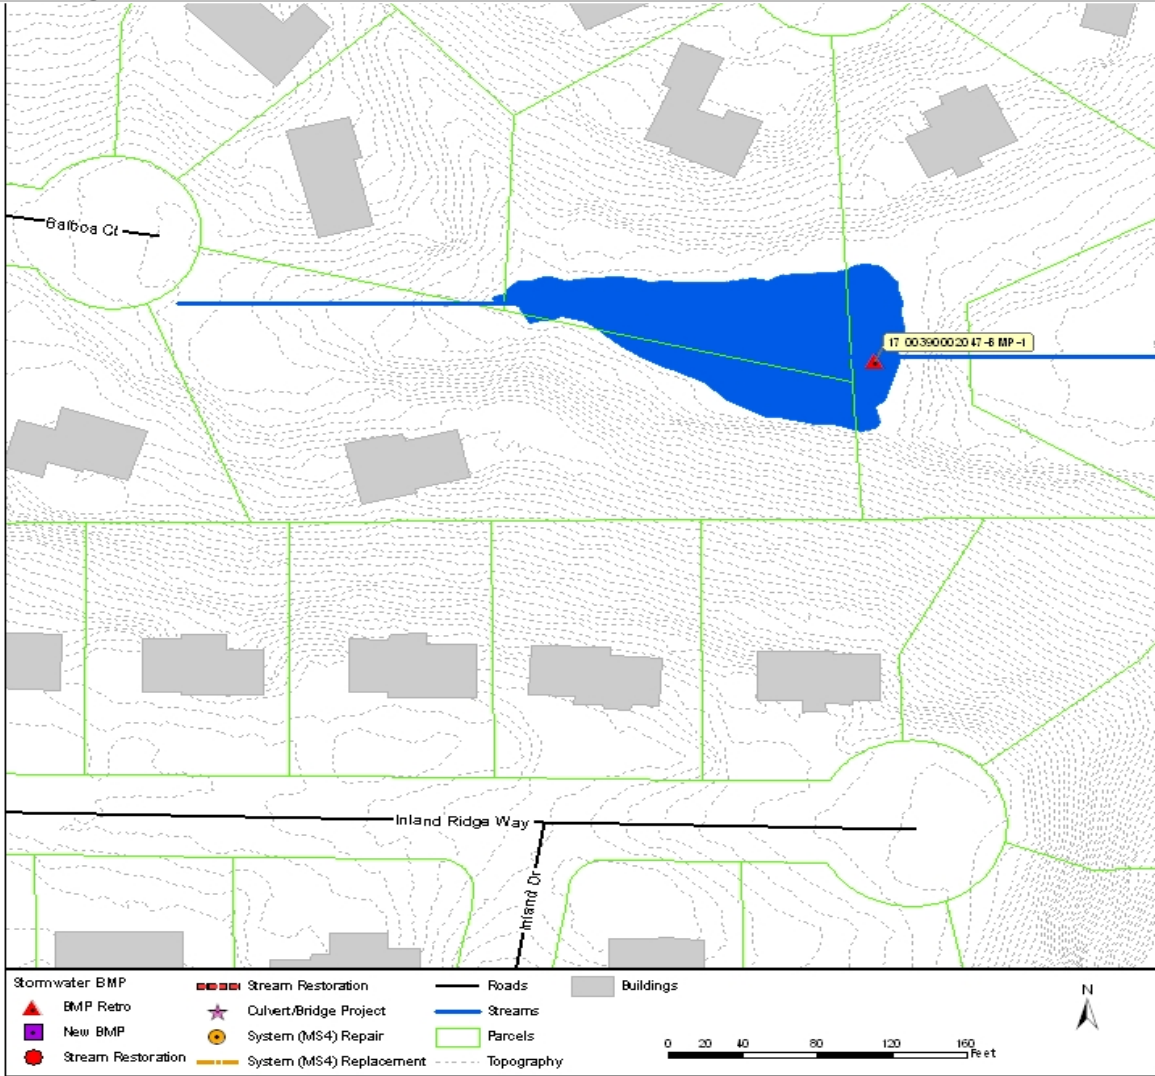 Balboa Ct
17 00390002047-BMP-1
Inland Ridge Way
Inland Dr
Stormwater BMP
BMP Retro
New BMP
Stream Restoration
Stream Restoration
Culvert/Bridge Project
System (MS4) Repair
System (MS4) Replacement
Roads
Streams
Parcels
Topography
Buildings
N
0 20 40 80 120 160
Feet